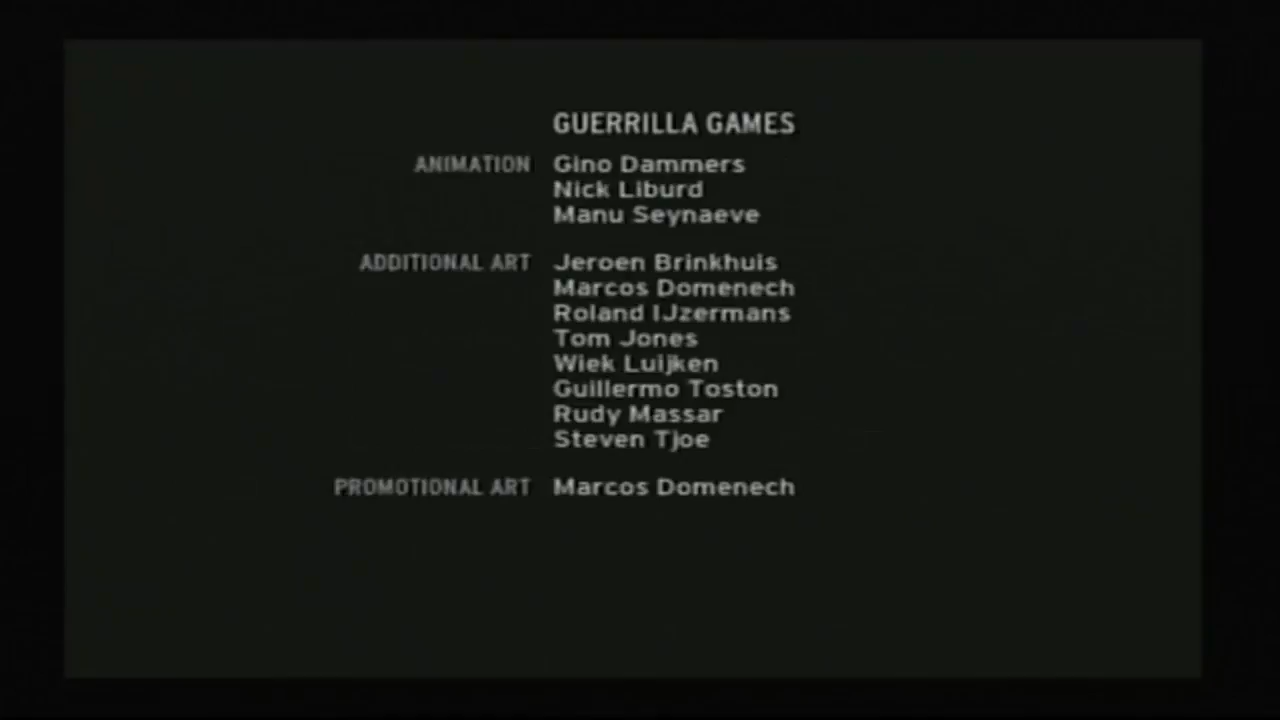 GUERRILLA GAMES
ANIMATION Gino Dammers
Nick Liburd
Manu Seynaeve
ADDITIONAL ART Jeroen Brinkhuis
Marcos Domenech
Roland IJzermans
Tom Jones
Wiek Luijken
Guillermo Toston
Rudy Massar
Steven Tjoe
PROMOTIONAL ART Marcos Domenech